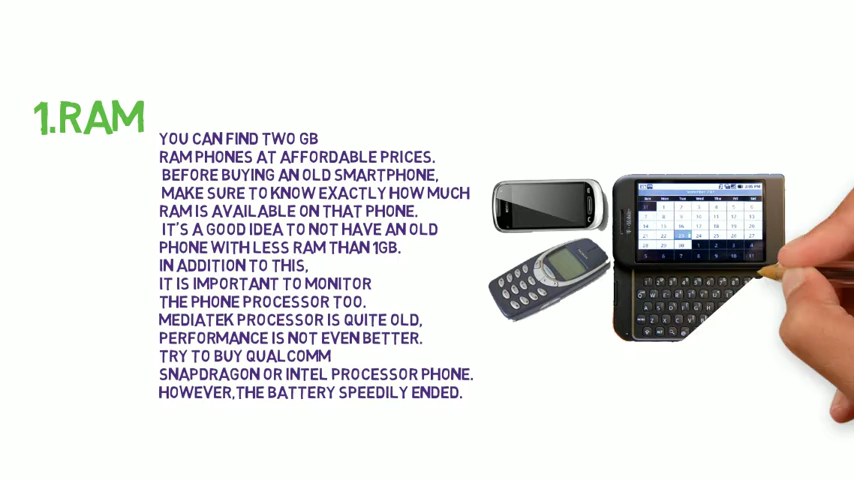 1.RAM
YOU CAN FIND TWO GB
RAM PHONES AT AFFORDABLE PRICES.
BEFORE BUYING AN OLD SMARTPHONE,
MAKE SURE TO KNOW EXACTLY HOW MUCH
RAM IS AVAILABLE ON THAT PHONE.
IT'S A GOOD IDEA TO NOT HAVE AN OLD
PHONE WITH LESS RAM THAN 1GB.
IN ADDITION TO THIS,
IT IS IMPORTANT TO MONITOR
THE PHONE PROCESSOR TOO.
MEDIATEK PROCESSOR IS QUITE OLD,
PERFORMANCE IS NOT EVEN BETTER.
TRY TO BUY QUALCOMM
SNAPDRAGON OR INTEL PROCESSOR PHONE.
HOWEVER,THE BATTERY SPEEDILY ENDED.